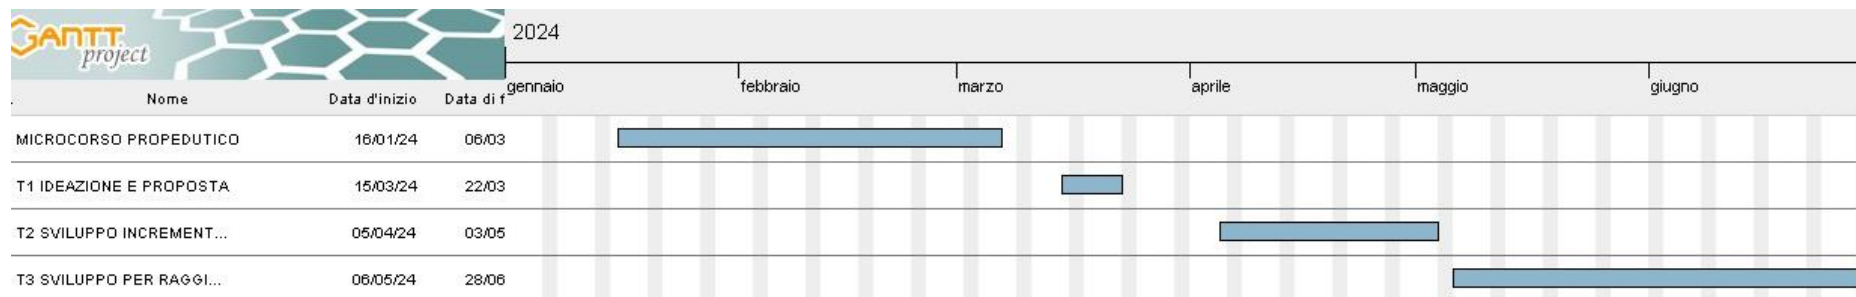 GANTT
project
2024
gennaio febbraio marzo aprile maggio giugno
. Nome Data d'inizio Data di f
MICROCORSO PROPEDUTICO 16/01/24 06/03
T1 IDEAZIONE E PROPOSTA 15/03/24 22/03
T2 SVILUPPO INCREMENT... 05/04/24 03/05
T3 SVILUPPO PER RAGGI... 06/05/24 28/06